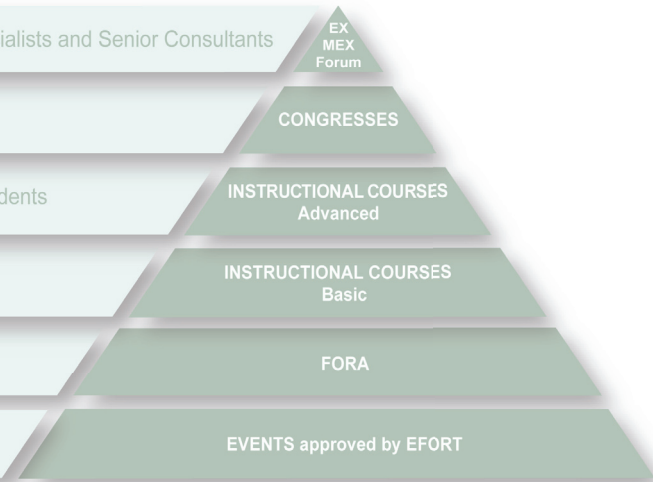 EX
MEX
Forum
ialists and Senior Consultants
CONGRESSES
INSTRUCTIONAL COURSES
Advanced
dents
INSTRUCTIONAL COURSES
Basic
FORA
EVENTS approved by EFORT